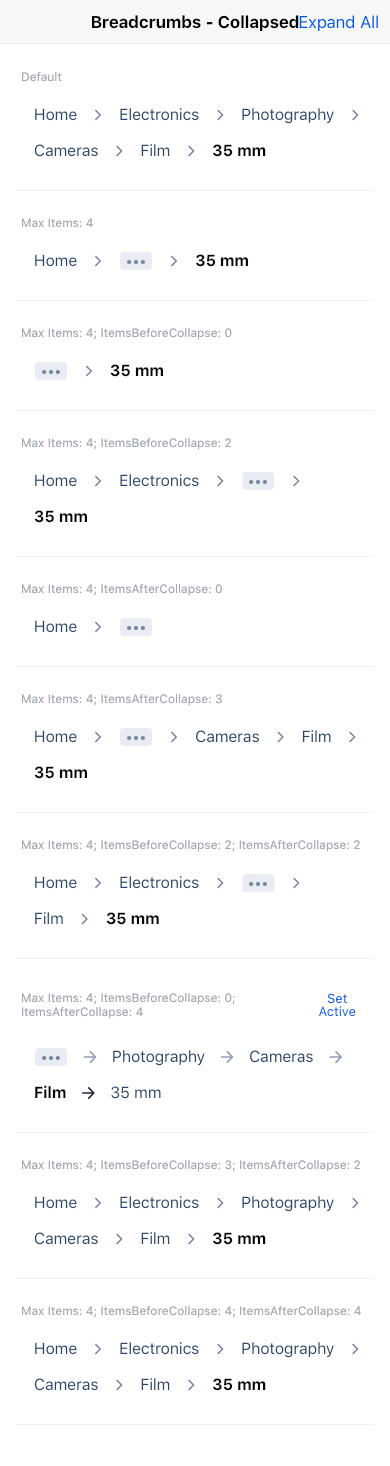 Breadcrumbs - Collapsed Expand All
Default
Home Electronics Photography
Cameras Film 35 mm
Max Items: 4
Home ••• 35 mm
Max Items: 4; ItemsBeforeCollapse: 0
••• 35 mm
Max Items: 4; ItemsBeforeCollapse: 2
Home Electronics •••
35 mm
Max Items: 4; ItemsAfterCollapse: 0
Home •••
Max Items: 4; ItemsAfterCollapse: 3
Home ••• Cameras Film
35 mm
Max Items: 4; ItemsBeforeCollapse: 2; ItemsAfterCollapse: 2
Home Electronics •••
Film 35 mm
Max Items: 4; ItemsBeforeCollapse: 0;
ItemsAfterCollapse: 4
Set
Active
••• Photography Cameras
Film 35 mm
Max Items: 4; ItemsBeforeCollapse: 3; ItemsAfterCollapse: 2
Home Electronics Photography
Cameras Film 35 mm
Max Items: 4; ItemsBeforeCollapse: 4; ItemsAfterCollapse: 4
Home Electronics Photography
Cameras Film 35 mm